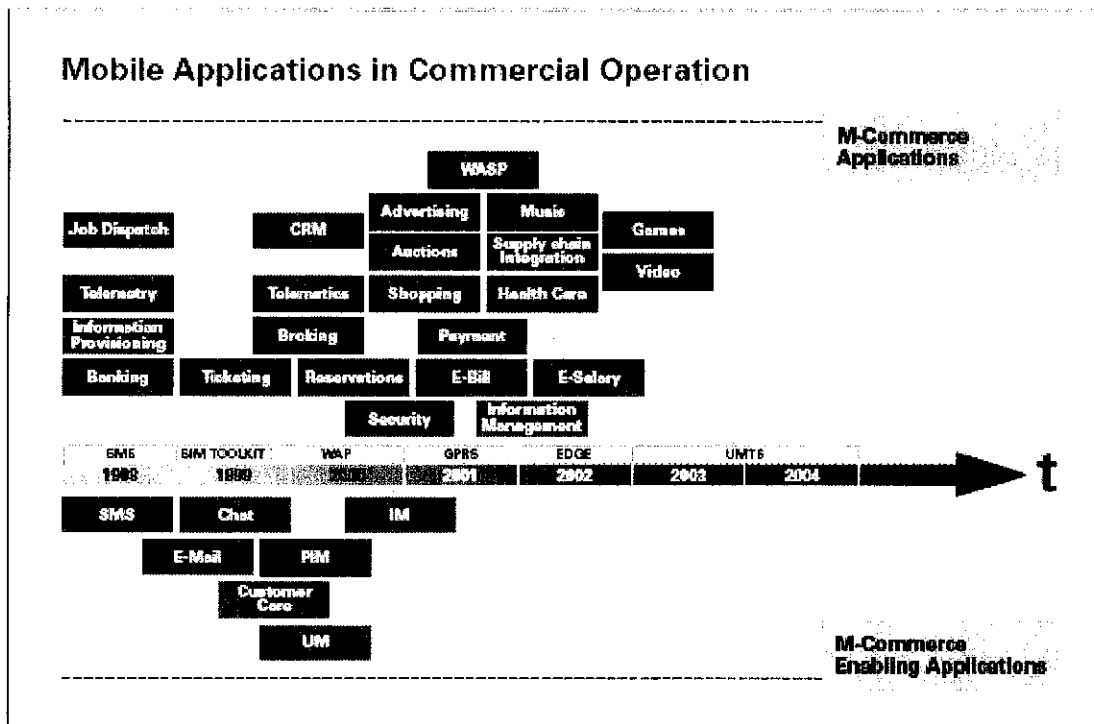 Mobile Applications in Commercial Operation
M-Commerce
Applications
WASP
Advertising
Music
Job Dispatch
CRM
Games
Auctions
Supply chain
Integration
Video
Telemetry
Telematics
Shopping
Health Care
Information
Provisioning
Broking
Payment
Banking
Ticketing
Reservations
E-Bill
E-Salary
Security
Information
Management
SMS
SIM TOOLKIT
WAP
GPRS
EDGE
UMTS
1998
1999
2000
2001
2002
2003
2004
t
SMS
Chat
IM
E-Mail
PIM
Customer
Care
UM
M-Commerce
Enabling Applications